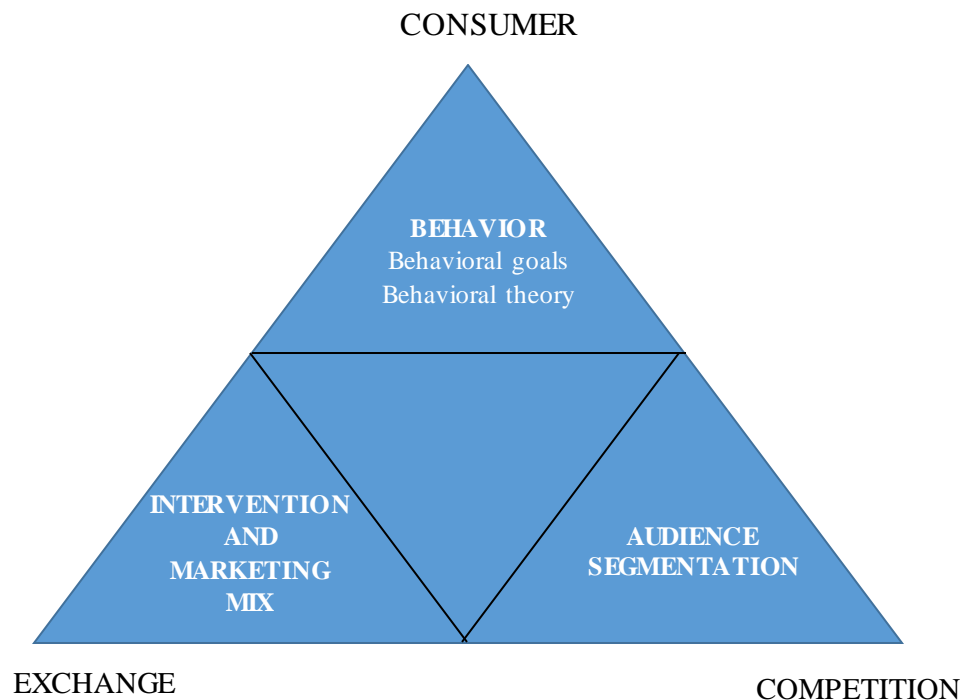 CONSUMER
BEHAVIOR
Behavioral goals
Behavioral theory
INTERVENTION
AND
MARKETING
MIX
AUDIENCE
SEGMENTATION
EXCHANGE
COMPETITION